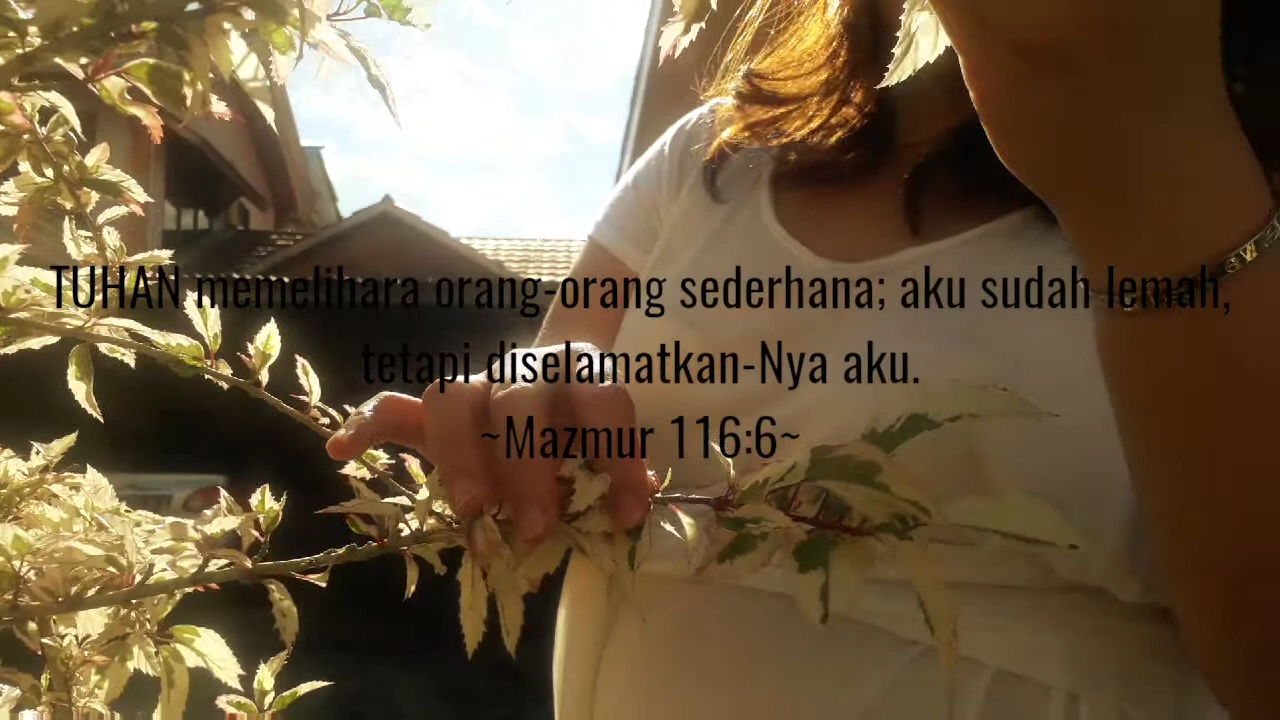 TUHAN memelihara orang-orang sederhana; aku sudah lemah,
tetapi diselamatkan-Nya aku.
~Mazmur 116:6~